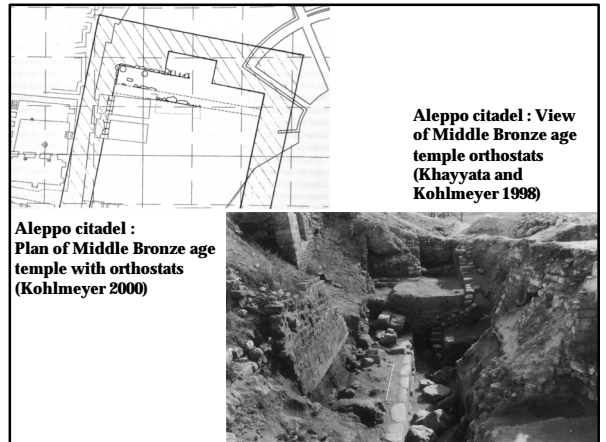 Aleppo citadel : View
of Middle Bronze age
temple orthostats
(Khayyata and
Kohlmeyer 1998)
Aleppo citadel :
Plan of Middle Bronze age
temple with orthostats
(Kohlmeyer 2000)